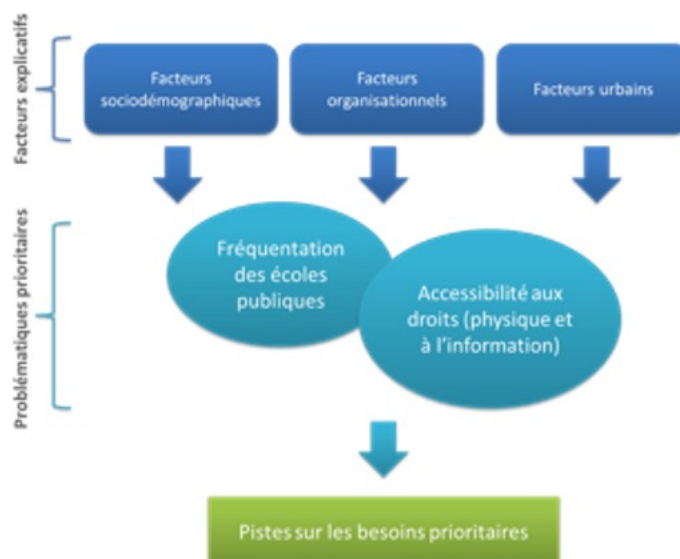 Facteurs explicatifs
Facteurs
sociodémographiques
Facteurs
organisationnels
Facteurs urbains
Problématiques prioritaires
Fréquentation
des écoles
publiques
Accessibilité aux
droits (physique et
à l'information)
Pistes sur les besoins prioritaires